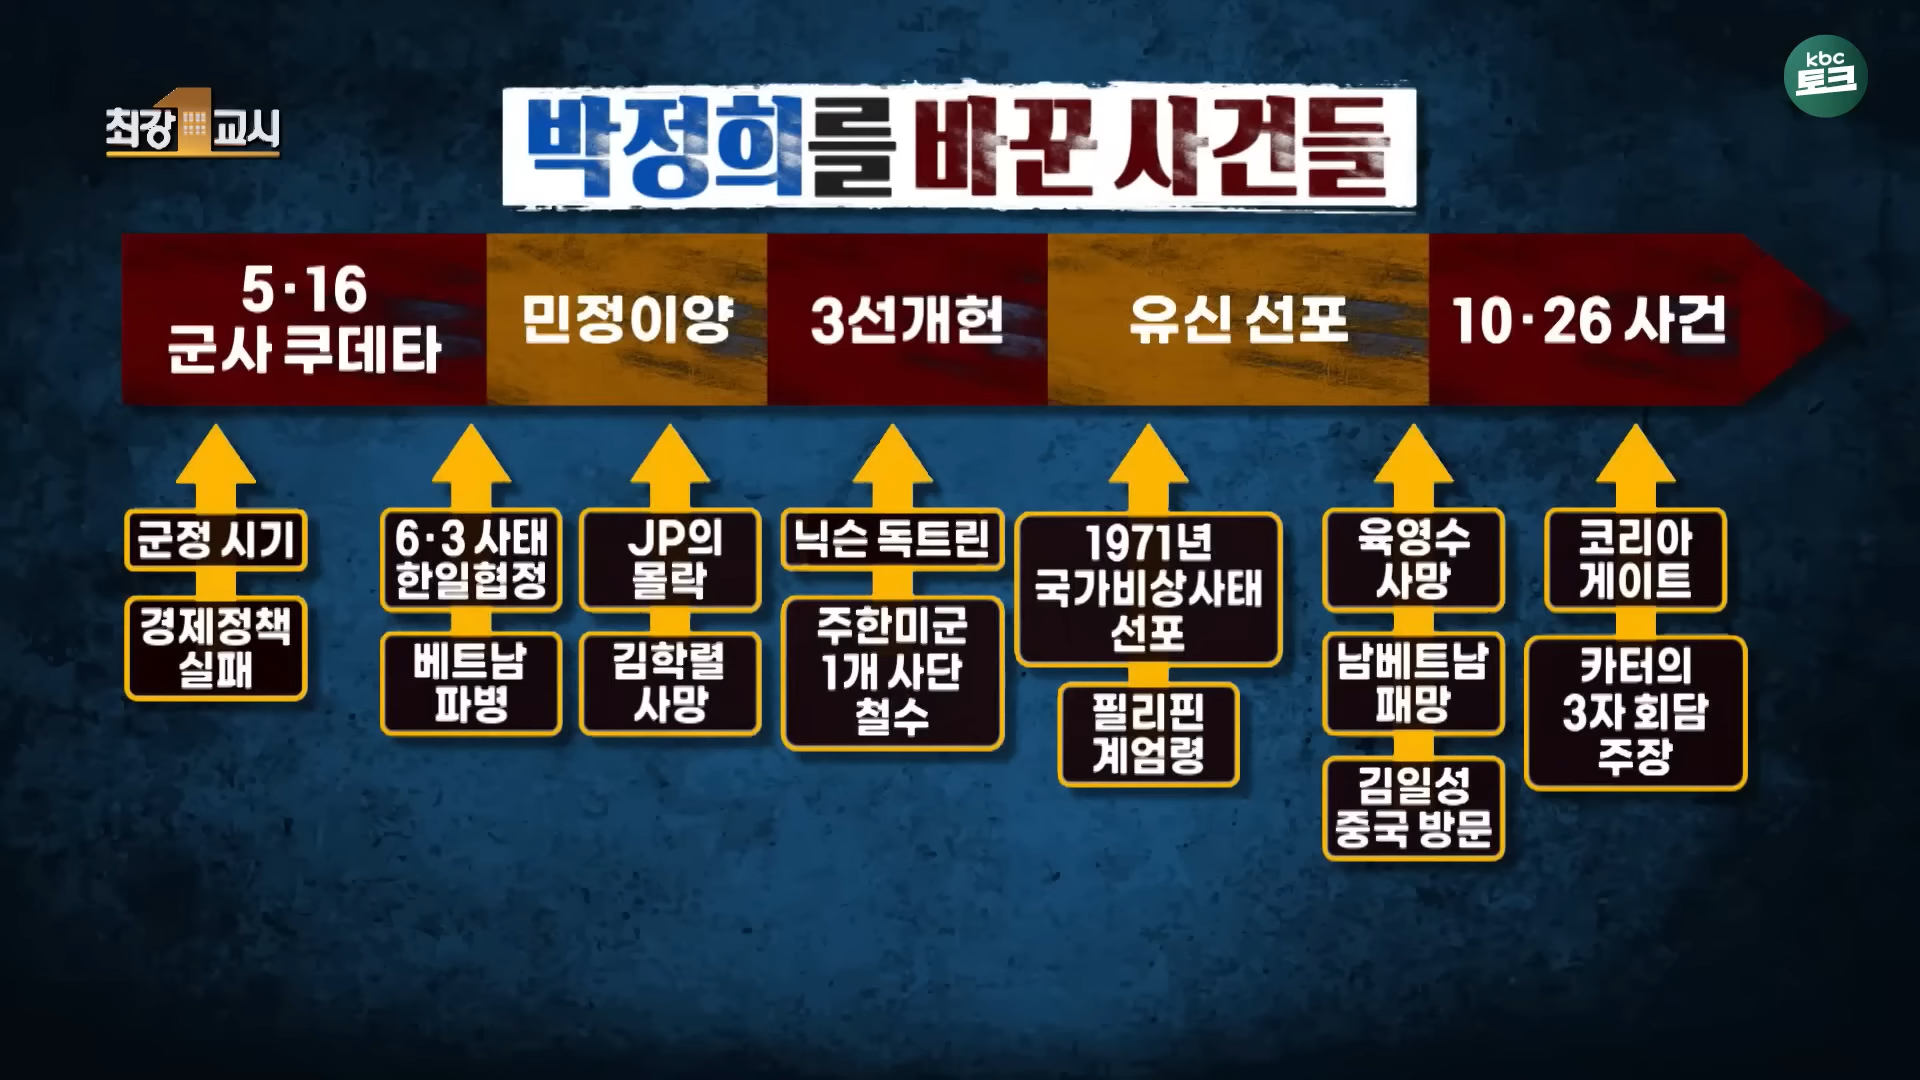 최강1교시
kbc
토크
박정희를 바꾼 사건들
5·16
군사 쿠데타
민정이양
3선개헌
유신 선포
10·26 사건
군정 시기
경제정책
실패
6·3 사태
한일협정
베트남
파병
JP의
몰락
김학렬
사망
닉슨 독트린
주한미군
1개 사단
철수
1971년
국가비상사태
선포
필리핀
계엄령
육영수
사망
남베트남
패망
김일성
중국 방문
코리아
게이트
카터의
3자 회담
주장